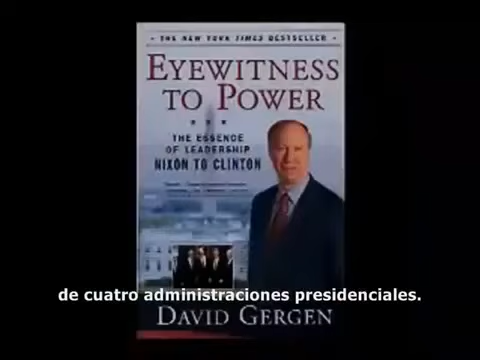 THE NEW YORK TIMES BESTSELLER
EYEWITNESS
TO POWER
THE ESSENCE
OF LEADERSHIP
NIXON TO CLINTON
de cuatro administraciones presidenciales.
DAVID GERGEN